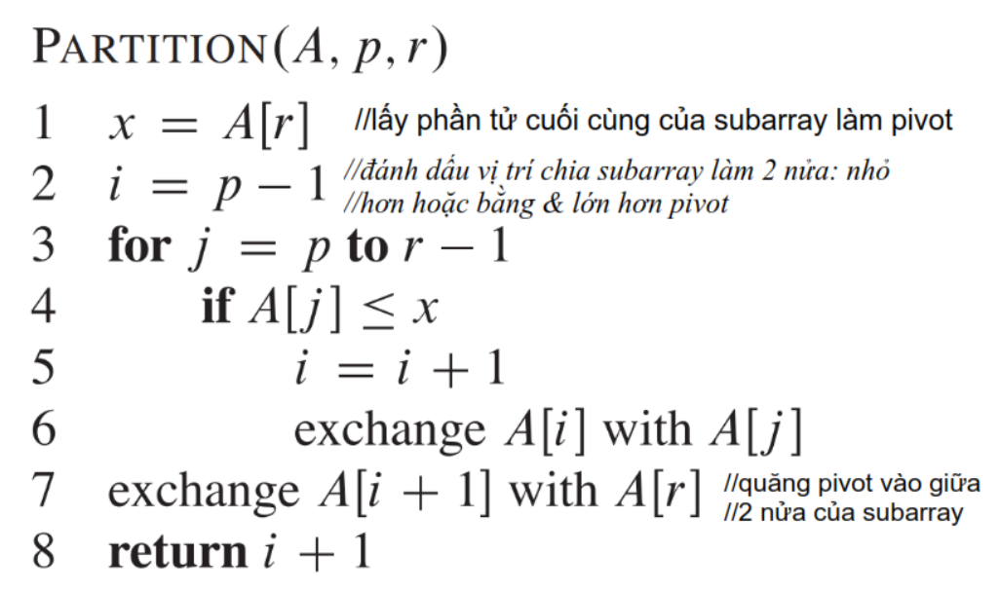 PARTITION(A, p, r)
1 x = A[r] //lấy phần tử cuối cùng của subarray làm pivot
2 i = p − 1 //đánh dấu vị trí chia subarray làm 2 nửa: nhỏ
//hơn hoặc bằng & lớn hơn pivot
3 for j = p to r − 1
4 if A[j] ≤ x
5 i = i + 1
6 exchange A[i] with A[j]
7 exchange A[i + 1] with A[r] //quăng pivot vào giữa
//2 nửa của subarray
8 return i + 1